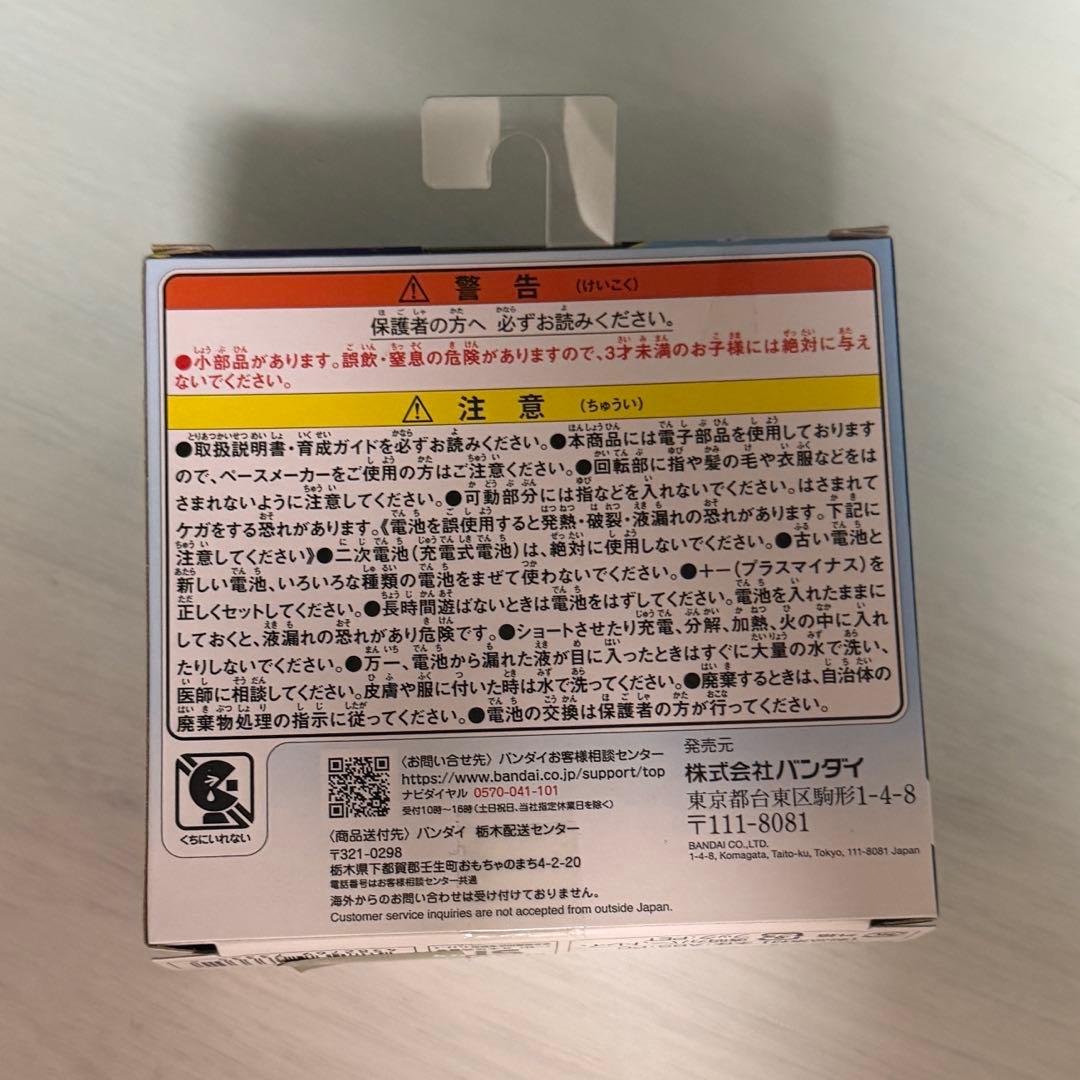 警告 (けいこく)
保護者の方へ 必ずお読みください。
●小部品があります。誤飲・窒息の危険がありますので、3才未満のお子様には絶対に与え
ないでください。
注意 (ちゅうい)
●取扱説明書・育成ガイドを必ずお読みください。●本商品には電子部品を使用しております
ので、ペースメーカーをご使用の方はご注意ください。●回転部に指や髪の毛や衣服などをは
さまれないように注意してください。●可動部分には指などを入れないでください。はさまれて
ケガをする恐れがあります。《電池を誤使用すると発熱・破裂・液漏れの恐れがあります。下記に
注意してください》●二次電池(充電式電池)は、絶対に使用しないでください。●古い電池と
新しい電池、いろいろな種類の電池をまぜて使わないでください。●+-(プラスマイナス)を
正しくセットしてください。●長時間遊ばないときは電池をはずしてください。電池を入れたままに
しておくと、液漏れの恐れがあり危険です。●ショートさせたり充電、分解、加熱、火の中に入れ
たりしないでください。●万一、電池から漏れた液が目に入ったときはすぐに大量の水で洗い、
医師に相談してください。皮膚や服に付いた時は水で洗ってください。●廃棄するときは、自治体の
廃棄物処理の指示に従ってください。●電池の交換は保護者の方が行ってください。
くちにいれない
〈お問い合せ先〉バンダイお客様相談センター
https://www.bandai.co.jp/support/top
ナビダイヤル 0570-041-101
受付10時〜16時(土日祝日、当社指定休業日を除く)
〈商品送付先〉バンダイ 栃木配送センター
〒321-0298
栃木県下都賀郡壬生町おもちゃのまち4-2-20
電話番号はお客様相談センター共通
海外からのお問い合わせは受け付けておりません。
Customer service inquiries are not accepted from outside Japan.
発売元
株式会社バンダイ
東京都台東区駒形1-4-8
〒111-8081
BANDAI CO.,LTD.
1-4-8, Komagata, Taito-ku, Tokyo, 111-8081 Japan